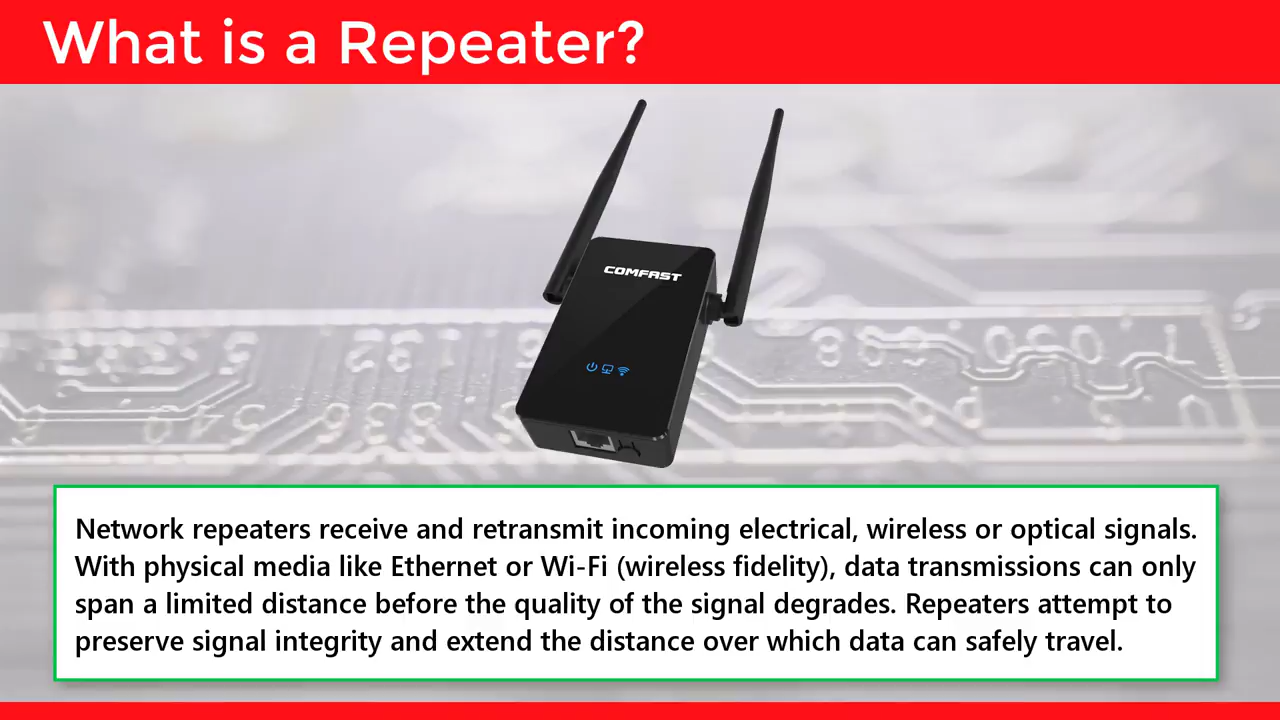 What is a Repeater?
COMFAST
Network repeaters receive and retransmit incoming electrical, wireless or optical signals.
With physical media like Ethernet or Wi-Fi (wireless fidelity), data transmissions can only
span a limited distance before the quality of the signal degrades. Repeaters attempt to
preserve signal integrity and extend the distance over which data can safely travel.